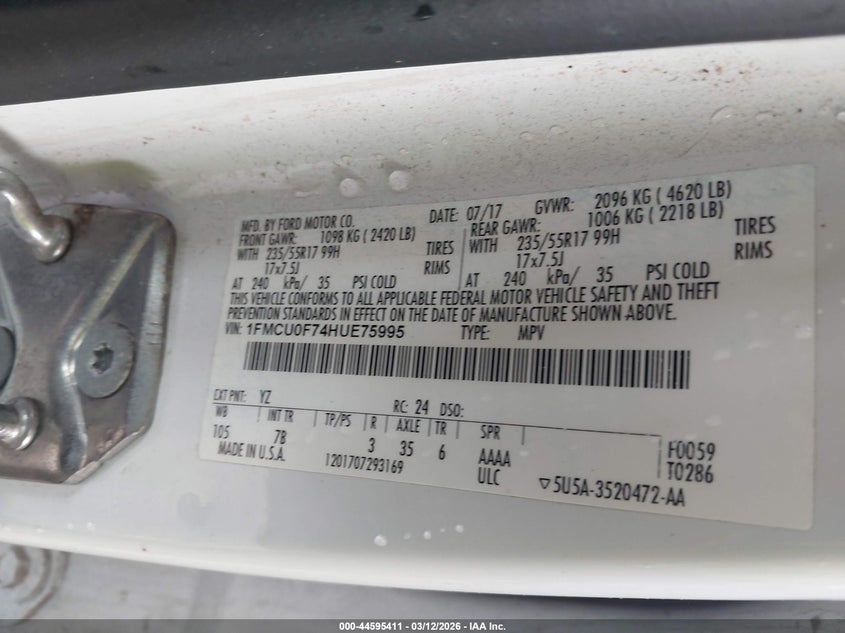 MFD. BY FORD MOTOR CO.
DATE: 07/17 GVWR: 2096 KG ( 4620 LB)
FRONT GAWR: 1098 KG ( 2420 LB) REAR GAWR: 1006 KG ( 2218 LB)
WITH 235/55R17 99H TIRES WITH 235/55R17 99H TIRES
17x7.5J RIMS 17x7.5J RIMS
AT 240 kPa/ 35 PSI COLD AT 240 kPa/ 35 PSI COLD
THIS VEHICLE CONFORMS TO ALL APPLICABLE FEDERAL MOTOR VEHICLE SAFETY AND THEFT
PREVENTION STANDARDS IN EFFECT ON THE DATE OF MANUFACTURE SHOWN ABOVE.
VIN: 1FMCU0F74HUE75995 TYPE: MPV
EXT PNT: YZ RC: 24 DSO:
WB INT TR TP/PS R AXLE TR SPR
105 7B 3 35 6 AAAA F0059
MADE IN U.S.A. 1201707293169 ULC T0286
▽5U5A-3520472-AA
000-44595411 - 03/12/2026 - IAA Inc.